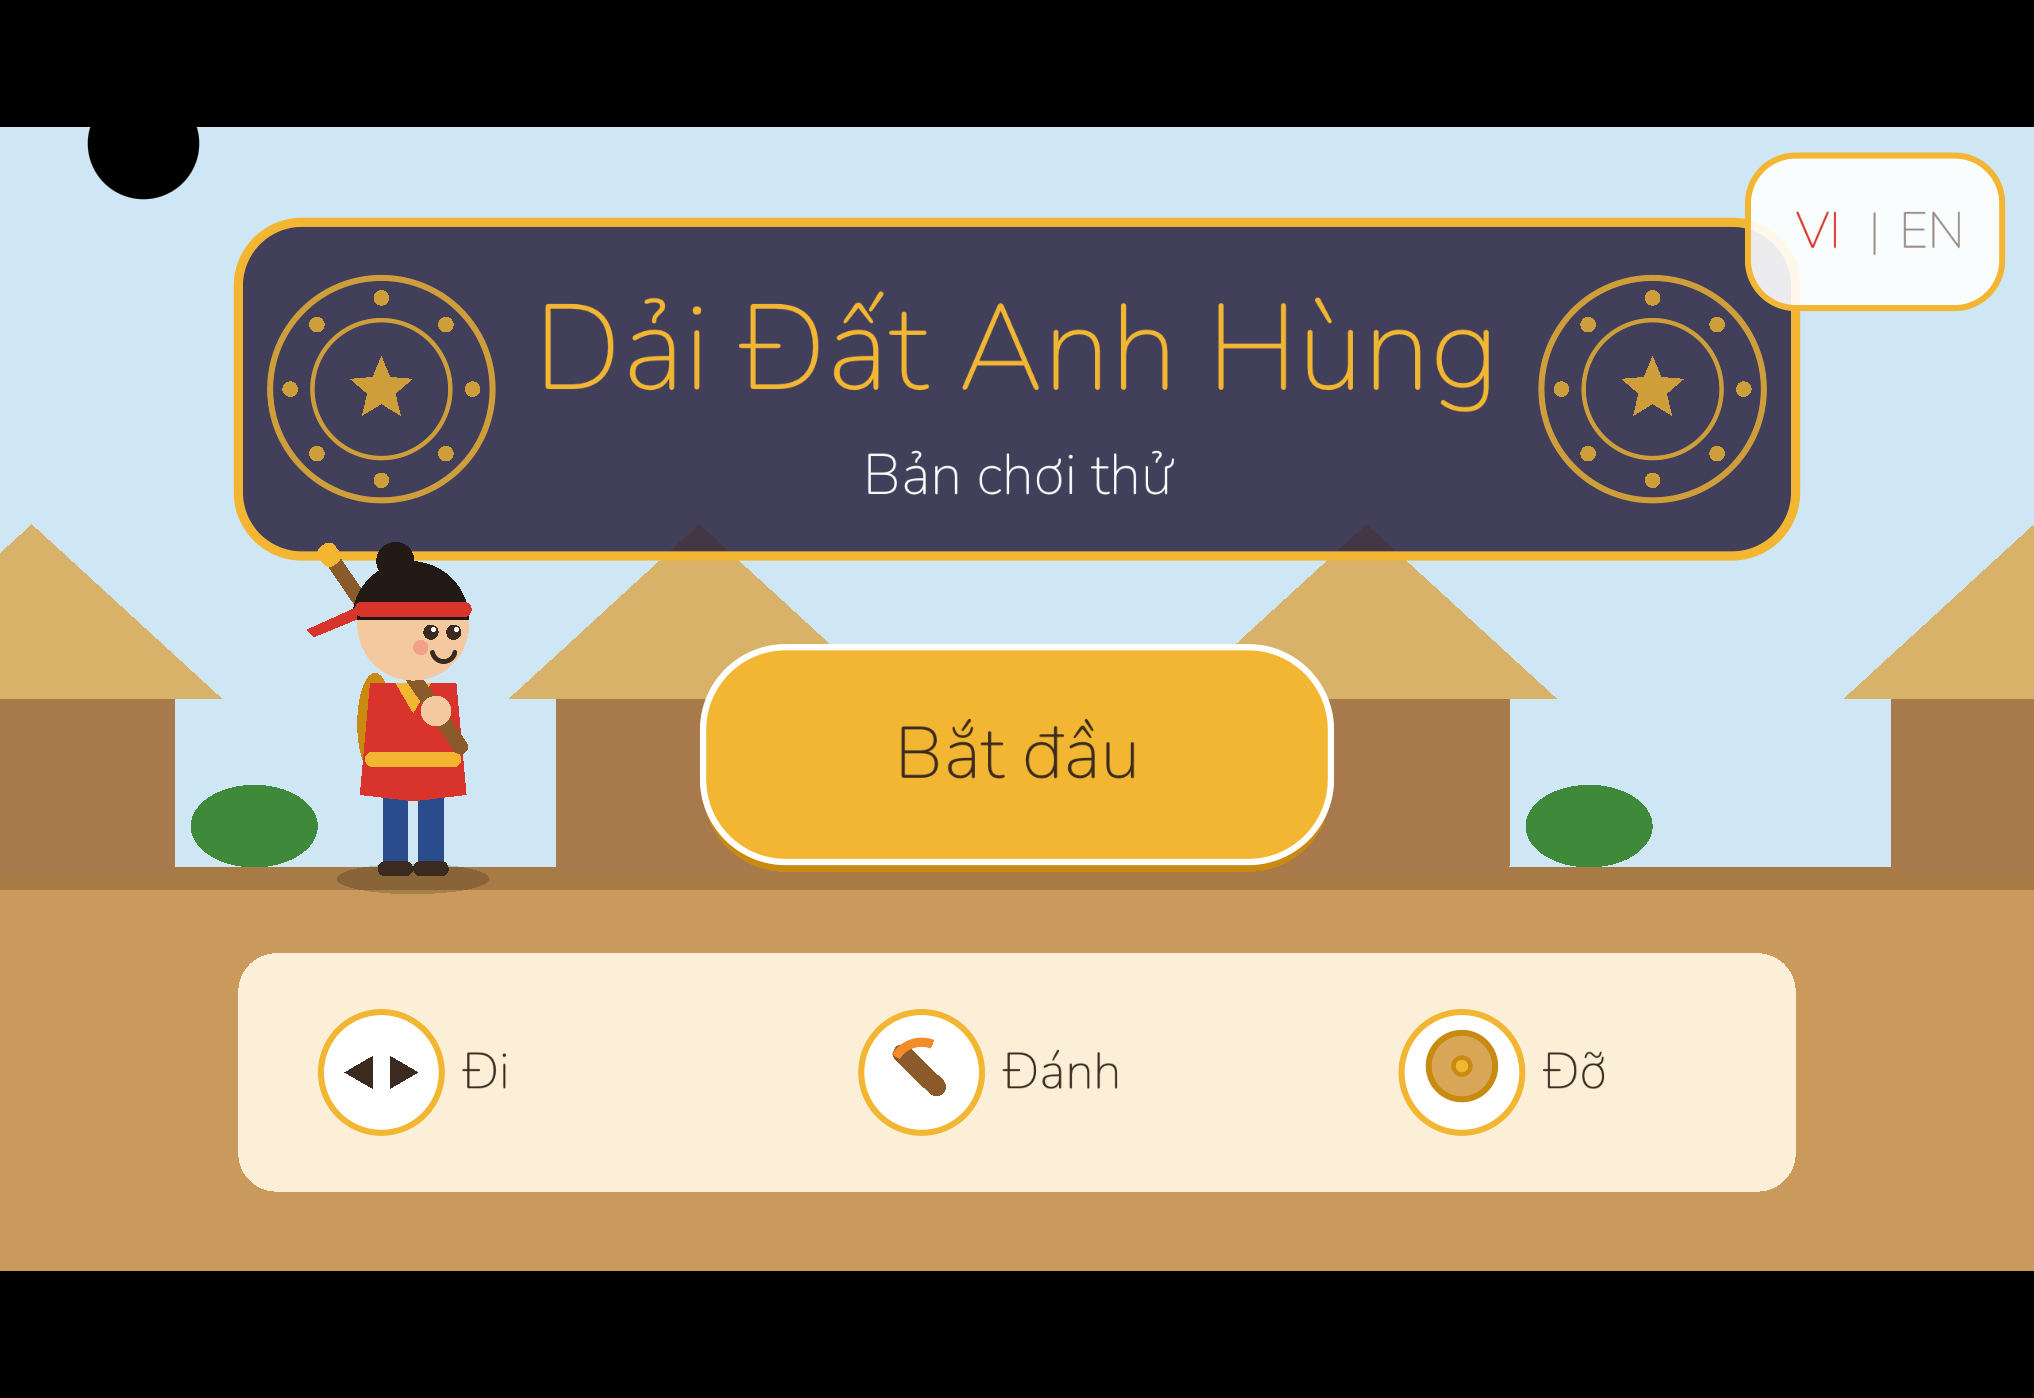 VI | EN
Dải Đất Anh Hùng
Bản chơi thử
Bắt đầu
Đi
Đánh
Đỡ